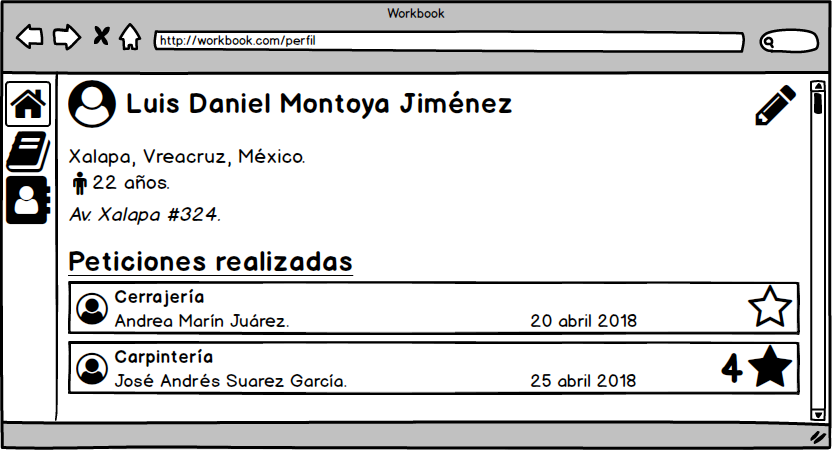 Workbook
http://workbook.com/perfil
Luis Daniel Montoya Jiménez
Xalapa, Vreacruz, México.
22 años.
Av. Xalapa #324.
Peticiones realizadas
Cerrajería
Andrea Marín Juárez. 20 abril 2018
Carpintería
José Andrés Suarez García. 25 abril 2018 4